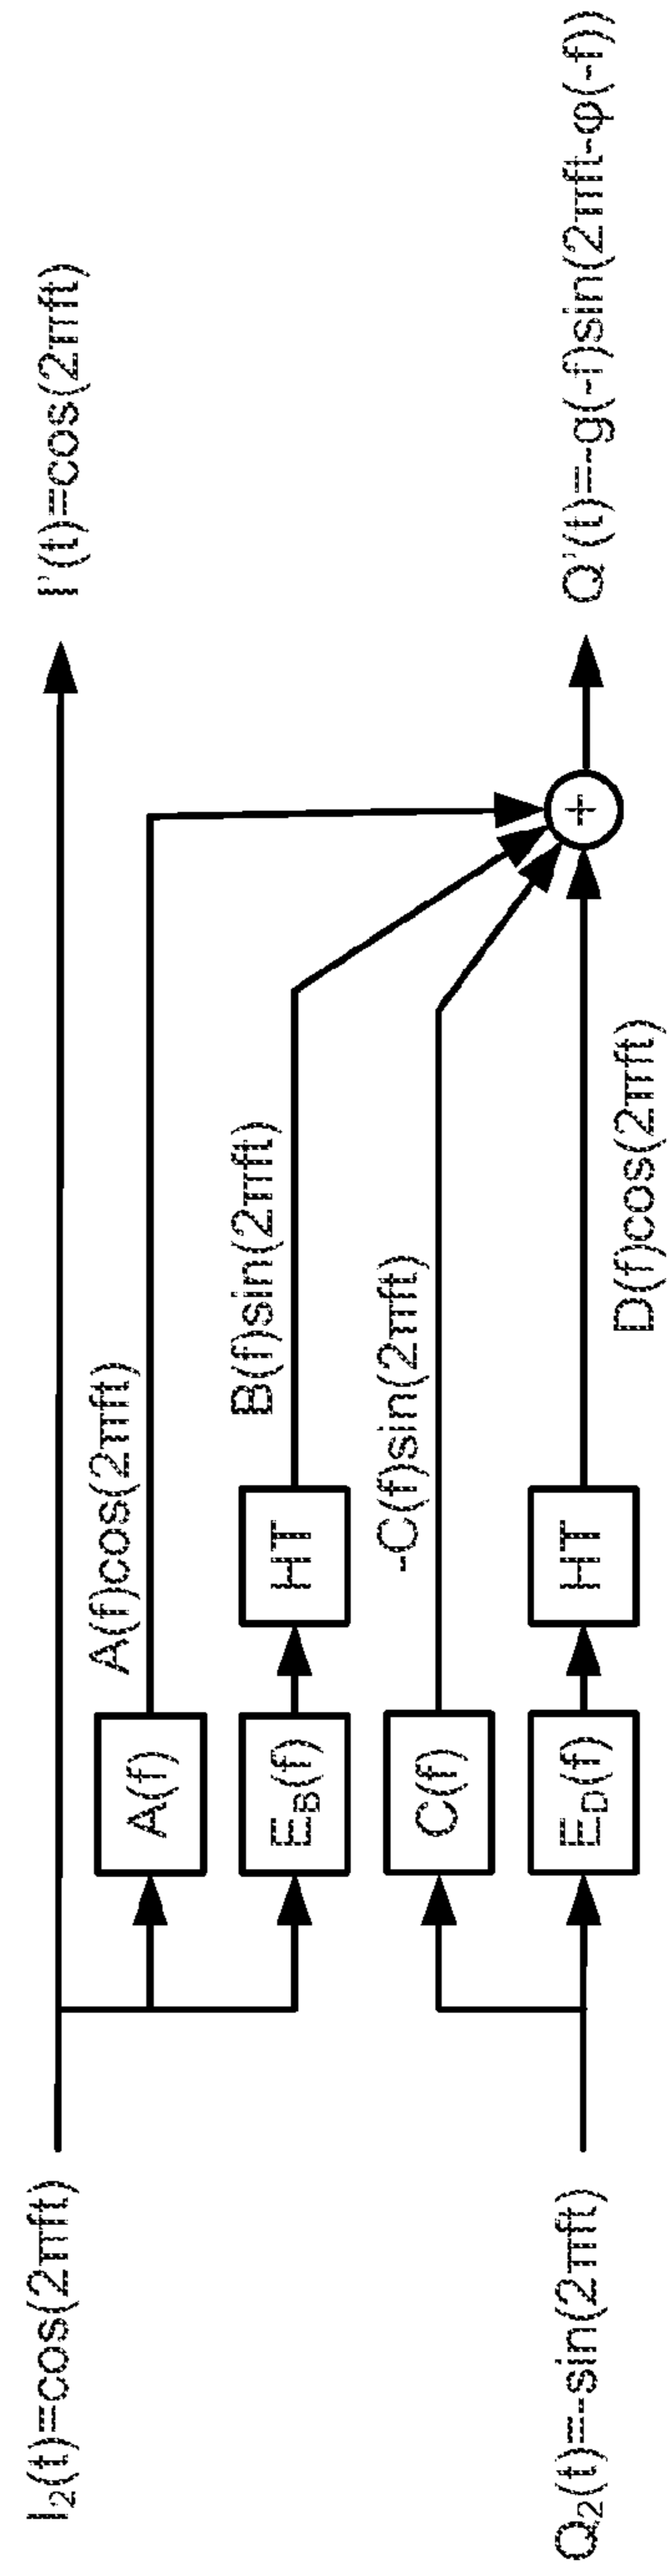 I₂(t)=cos(2πft)
I'(t)=cos(2πft)
A(f)
A(f)cos(2πft)
E_B(f)
HT
B(f)sin(2πft)
C(f)
-C(f)sin(2πft)
Q₂(t)=-sin(2πft)
E_D(f)
HT
D(f)cos(2πft)
+
Q'(t)=-g(-f)sin(2πft-φ(-f))